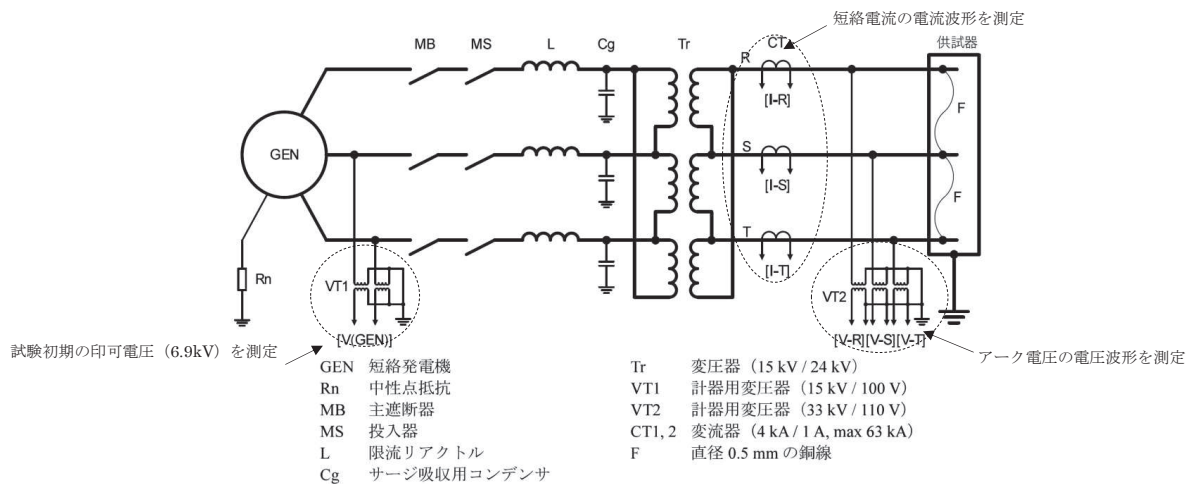 短絡電流の電流波形を測定
MB MS L Cg Tr R CT 供試器
[I-R]
F
GEN
S
[I-S]
F
T
[I-T]
Rn
VT1
VT2
[V(GEN)]
[V-R][V-S][V-T]
試験初期の印可電圧（6.9kV）を測定
アーク電圧の電圧波形を測定
GEN 短絡発電機
Rn 中性点抵抗
MB 主遮断器
MS 投入器
L 限流リアクトル
Cg サージ吸収用コンデンサ
Tr 変圧器（15 kV / 24 kV）
VT1 計器用変圧器（15 kV / 100 V）
VT2 計器用変圧器（33 kV / 110 V）
CT1, 2 変流器（4 kA / 1 A, max 63 kA）
F 直径 0.5 mm の銅線